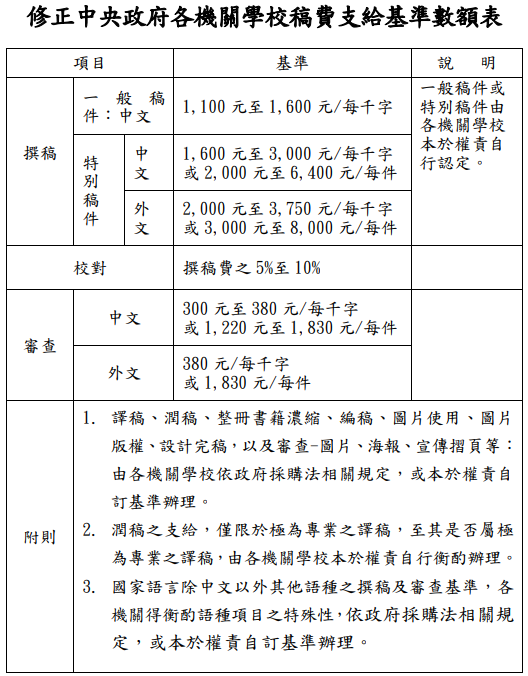 修正中央政府各機關學校稿費支給基準數額表
項目
基準
說 明
撰稿
一般稿
件：中文
1,100 元至 1,600 元/每千字
一般稿件或
特別稿件由
各機關學校
本於權責自
行認定。
特
別
稿
件
中
文
1,600 元至 3,000 元/每千字
或 2,000 元至 6,400 元/每件
外
文
2,000 元至 3,750 元/每千字
或 3,000 元至 8,000 元/每件
校對
撰稿費之 5%至 10%
審查
中文
300 元至 380 元/每千字
或 1,220 元至 1,830 元/每件
外文
380 元/每千字
或 1,830 元/每件
附則
1. 譯稿、潤稿、整冊書籍濃縮、編稿、圖片使用、圖片
版權、設計完稿，以及審查-圖片、海報、宣傳摺頁等：
由各機關學校依政府採購法相關規定，或本於權責自
訂基準辦理。
2. 潤稿之支給，僅限於極為專業之譯稿，至其是否屬極
為專業之譯稿，由各機關學校本於權責自行衡酌辦理。
3. 國家語言除中文以外其他語種之撰稿及審查基準，各
機關得衡酌語種項目之特殊性，依政府採購法相關規
定，或本於權責自訂基準辦理。